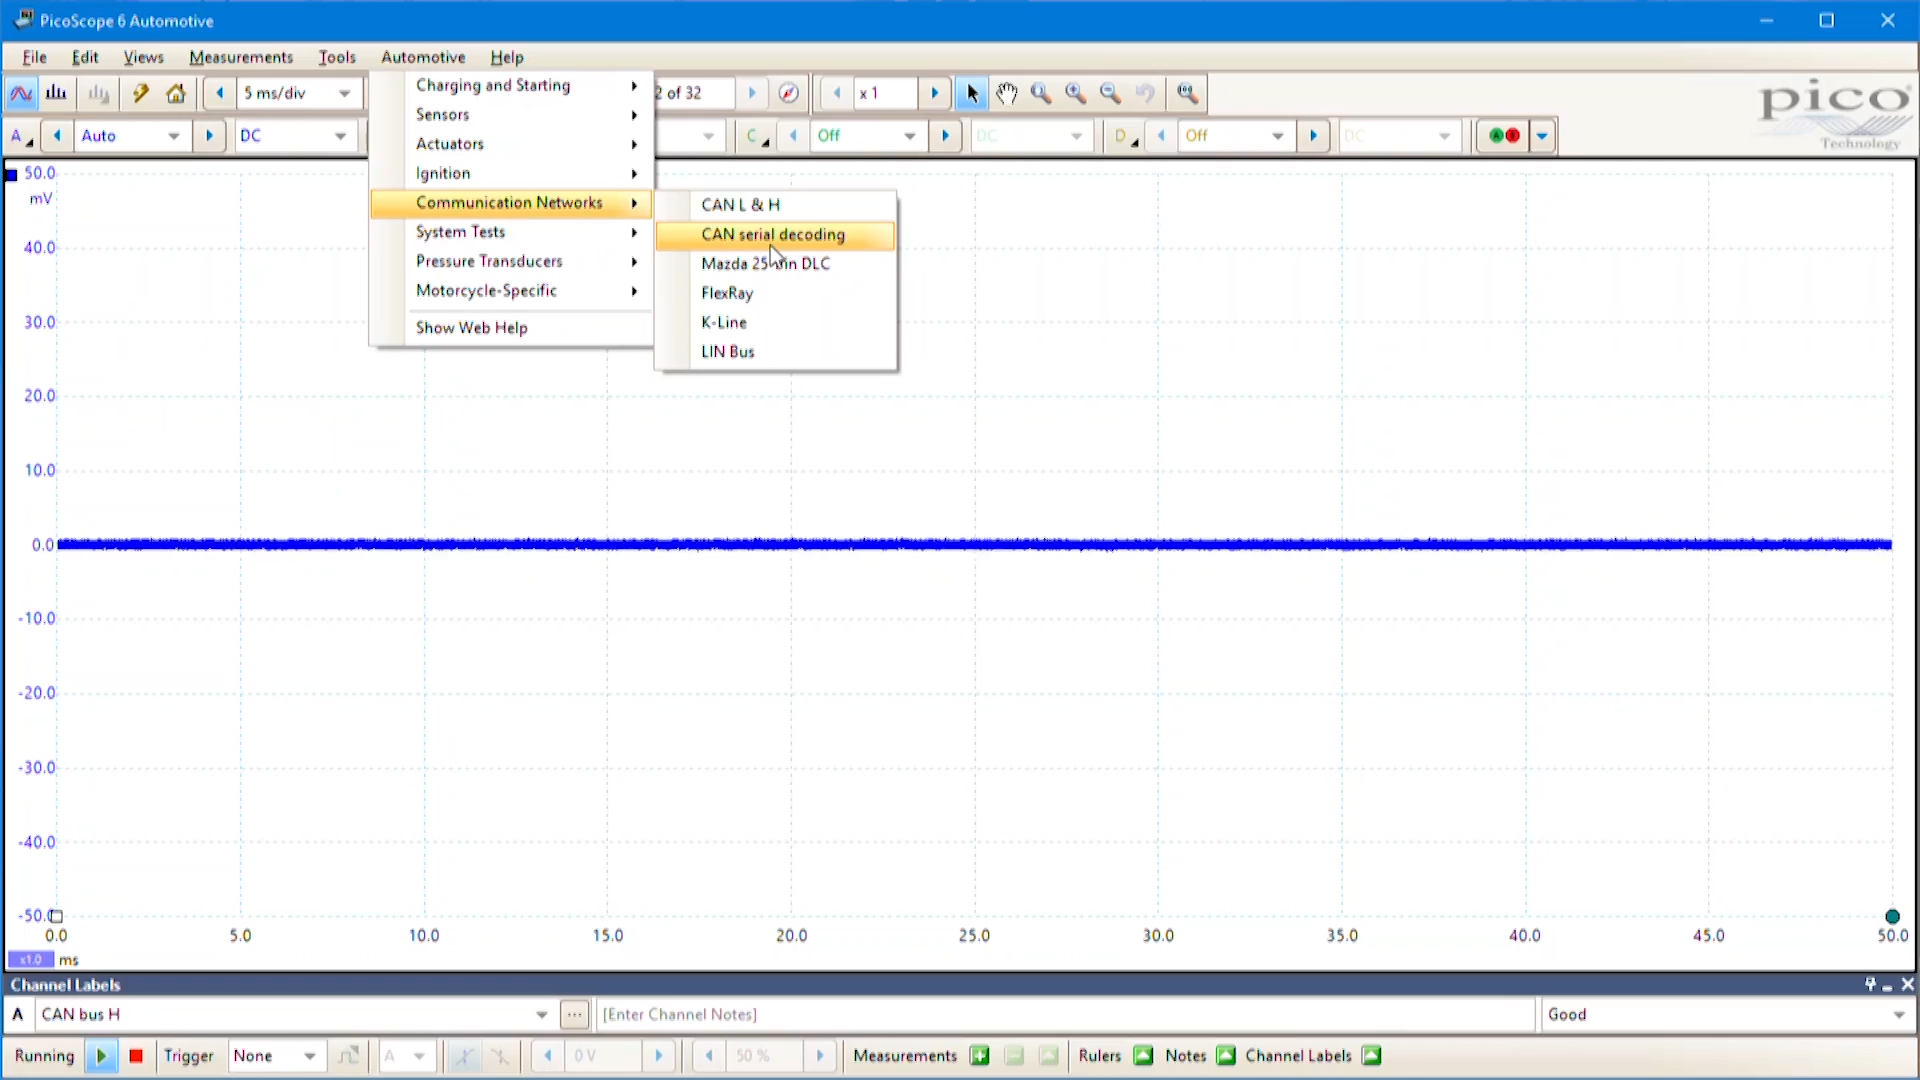 PicoScope 6 Automotive
File Edit Views Measurements Tools Automotive Help
5 ms/div
2 of 32
x 1
pico
Technology
A Auto DC
C Off DC
D Off DC
A B
Charging and Starting
Sensors
Actuators
Ignition
Communication Networks
System Tests
Pressure Transducers
Motorcycle-Specific
Show Web Help
CAN L & H
CAN serial decoding
Mazda 25-pin DLC
FlexRay
K-Line
LIN Bus
50.0
mV
40.0
30.0
20.0
10.0
0.0
-10.0
-20.0
-30.0
-40.0
-50.0
0.0 5.0 10.0 15.0 20.0 25.0 30.0 35.0 40.0 45.0 50.0
x1.0 ms
Channel Labels
A CAN bus H ... [Enter Channel Notes] Good
Running Trigger None A 0 V 50 % Measurements Rulers Notes Channel Labels